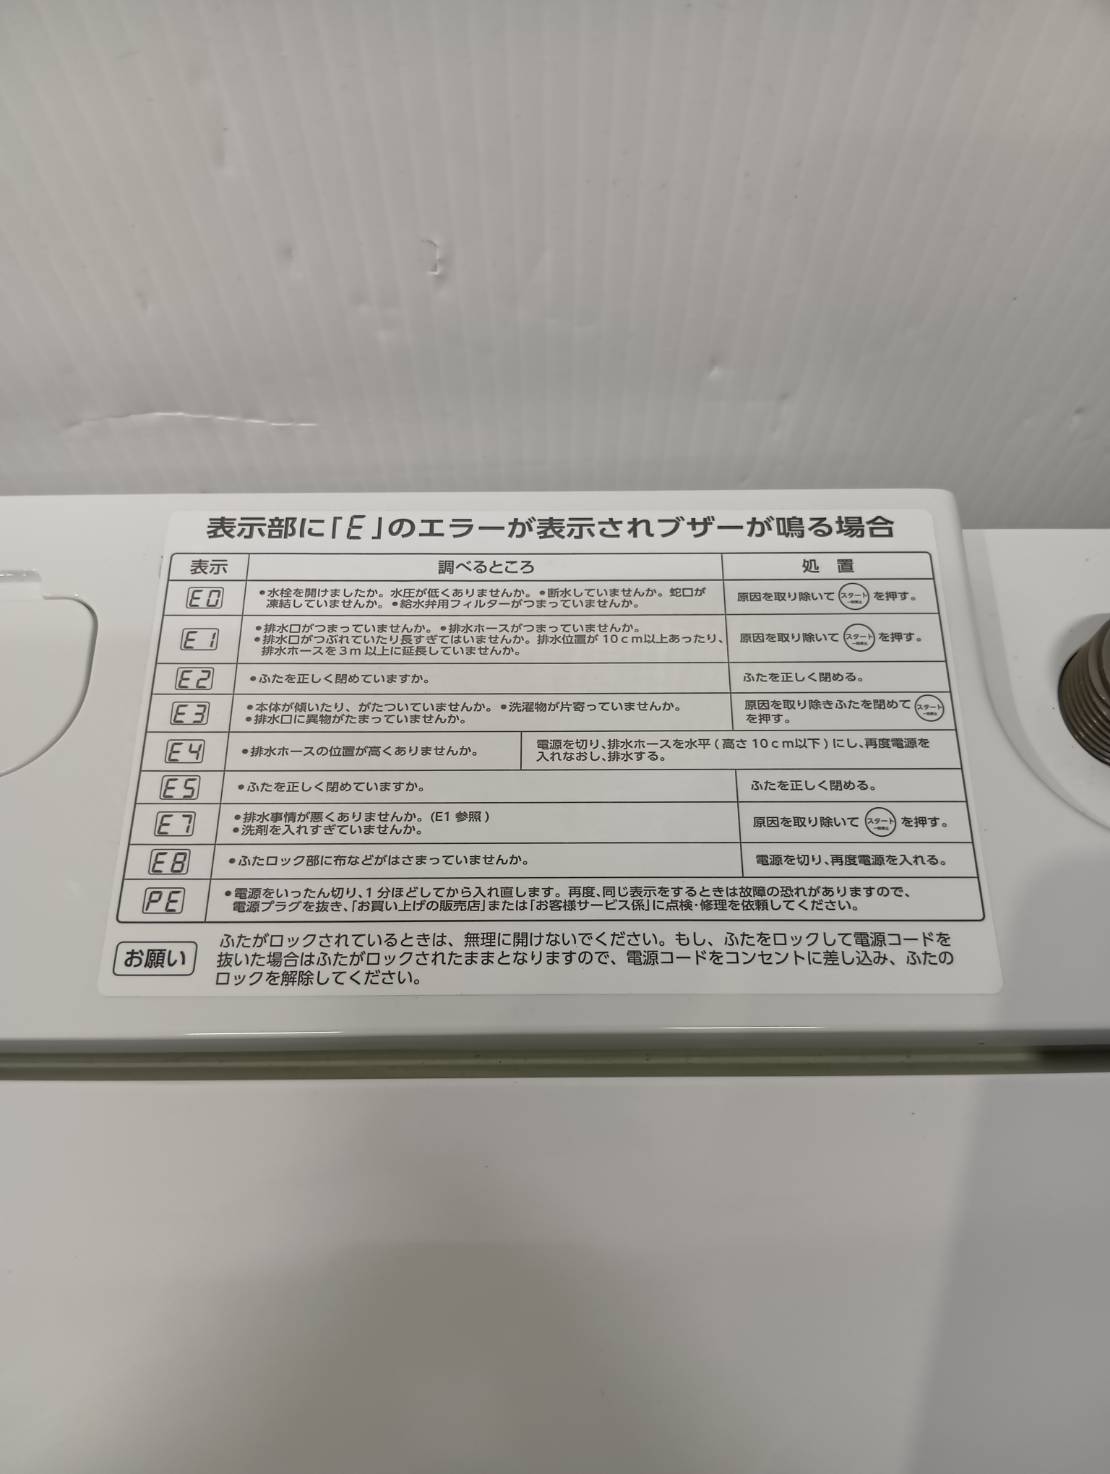 表示部に「E」のエラーが表示されブザーが鳴る場合
表示 調べるところ 処 置
E0 •水栓を開けましたか。水圧が低くありませんか。•断水していませんか。蛇口が
凍結していませんか。•給水弁用フィルターがつまっていませんか。
原因を取り除いて スタート 一時停止 を押す。
E1 •排水口がつまっていませんか。•排水ホースがつまっていませんか。
•排水口がつぶれていたり長すぎてはいませんか。排水位置が10cm以上あったり、
排水ホースを3m以上に延長していませんか。
原因を取り除いて スタート 一時停止 を押す。
E2 •ふたを正しく閉めていますか。 ふたを正しく閉める。
E3 •本体が傾いたり、がたついていませんか。•洗濯物が片寄っていませんか。
•排水口に異物がたまっていませんか。
原因を取り除きふたを閉めて スタート 一時停止
を押す。
E4 •排水ホースの位置が高くありませんか。
電源を切り、排水ホースを水平(高さ10cm以下)にし、再度電源を
入れなおし、排水する。
E5 •ふたを正しく閉めていますか。 ふたを正しく閉める。
E7 •排水事情が悪くありませんか。(E1参照)
•洗剤を入れすぎていませんか。
原因を取り除いて スタート 一時停止 を押す。
E8 •ふたロック部に布などがはさまっていませんか。 電源を切り、再度電源を入れる。
PE •電源をいったん切り、1分ほどしてから入れ直します。再度、同じ表示をするときは故障の恐れがありますので、
電源プラグを抜き、「お買い上げの販売店」または「お客様サービス係」に点検・修理を依頼してください。
お願い ふたがロックされているときは、無理に開けないでください。もし、ふたをロックして電源コードを
抜いた場合はふたがロックされたままとなりますので、電源コードをコンセントに差し込み、ふたの
ロックを解除してください。